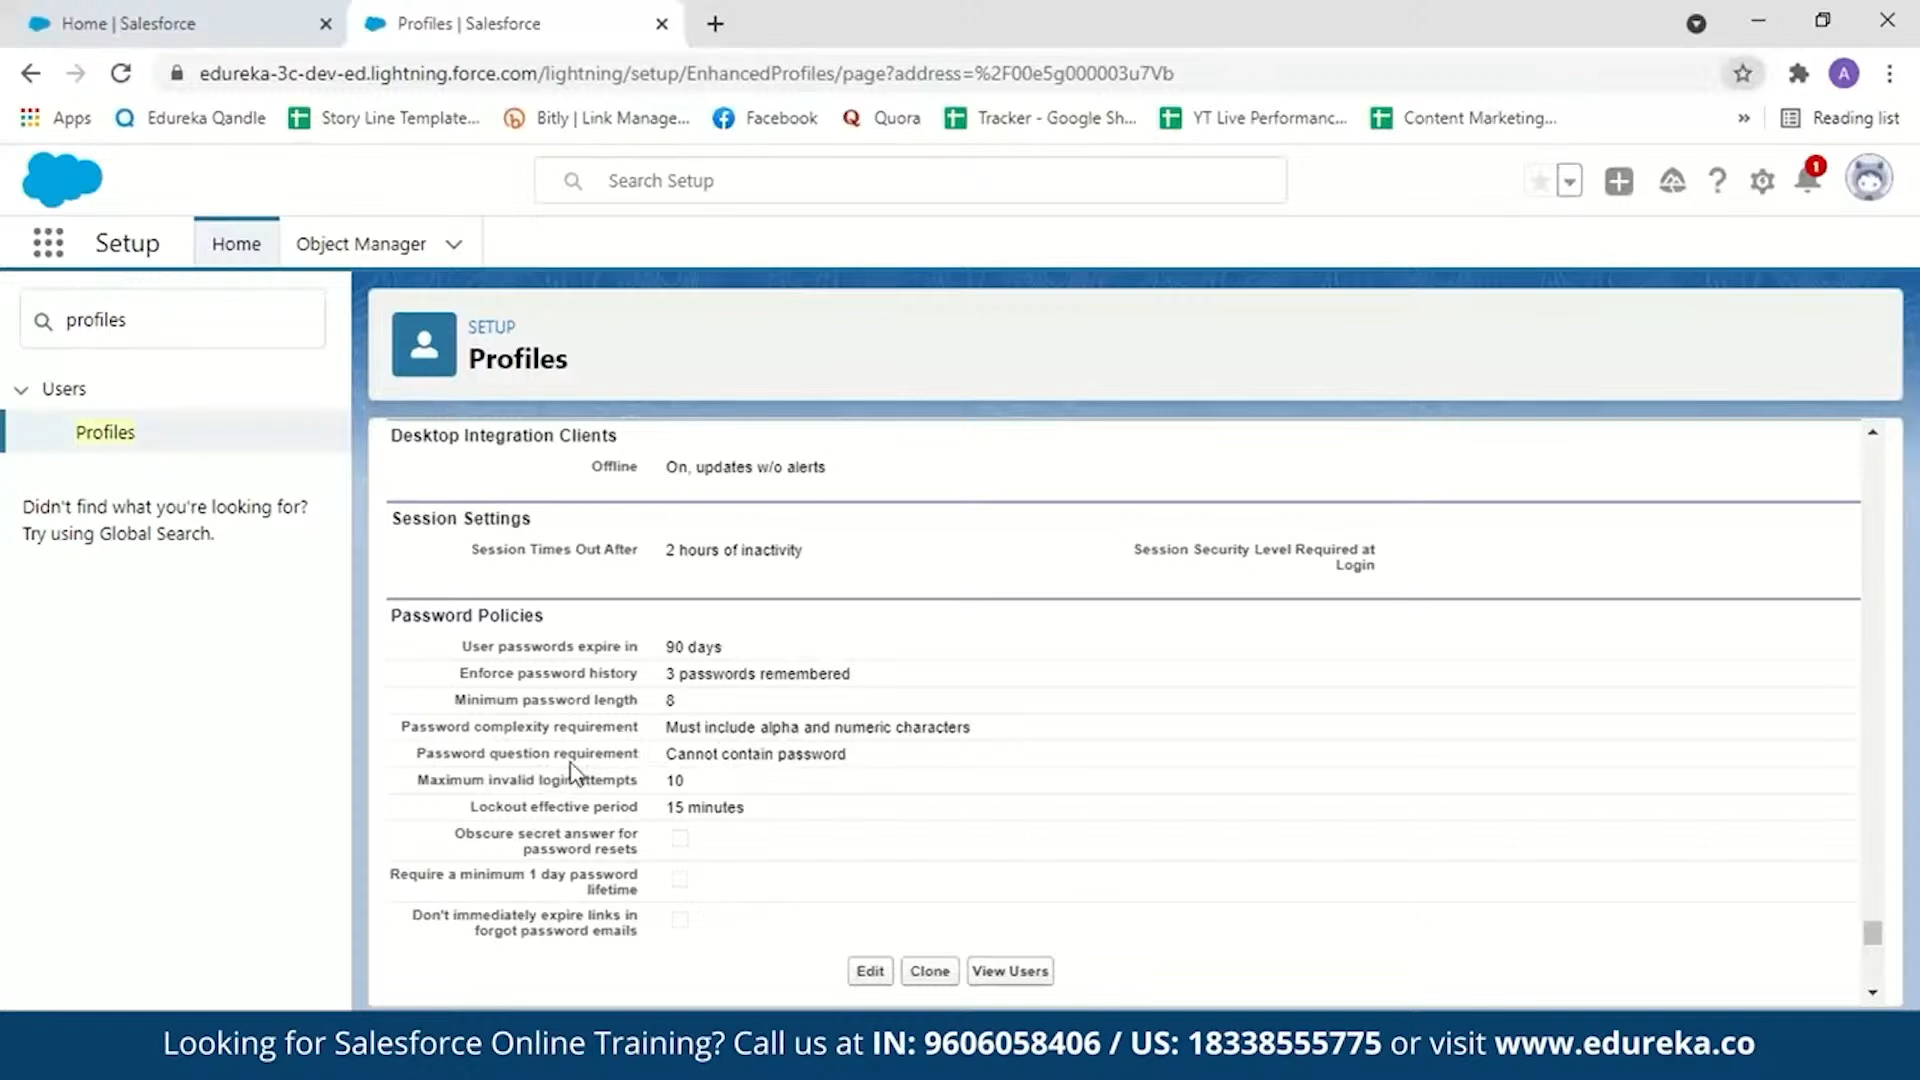 Home | Salesforce
Profiles | Salesforce
edureka-3c-dev-ed.lightning.force.com/lightning/setup/EnhancedProfiles/page?address=%2F00e5g000003u7Vb
A
Apps
Edureka Qandle
Story Line Template...
Bitly | Link Manage...
Facebook
Quora
Tracker - Google Sh...
YT Live Performanc...
Content Marketing...
»
Reading list
Search Setup
1
Setup
Home
Object Manager
profiles
Users
Profiles
Didn't find what you're looking for?
Try using Global Search.
SETUP
Profiles
Desktop Integration Clients
Offline On, updates w/o alerts
Session Settings
Session Times Out After 2 hours of inactivity Session Security Level Required at
Login
Password Policies
User passwords expire in 90 days
Enforce password history 3 passwords remembered
Minimum password length 8
Password complexity requirement Must include alpha and numeric characters
Password question requirement Cannot contain password
Maximum invalid login attempts 10
Lockout effective period 15 minutes
Obscure secret answer for
password resets
Require a minimum 1 day password
lifetime
Don't immediately expire links in
forgot password emails
Edit Clone View Users
Looking for Salesforce Online Training? Call us at IN: 9606058406 / US: 18338555775 or visit www.edureka.co